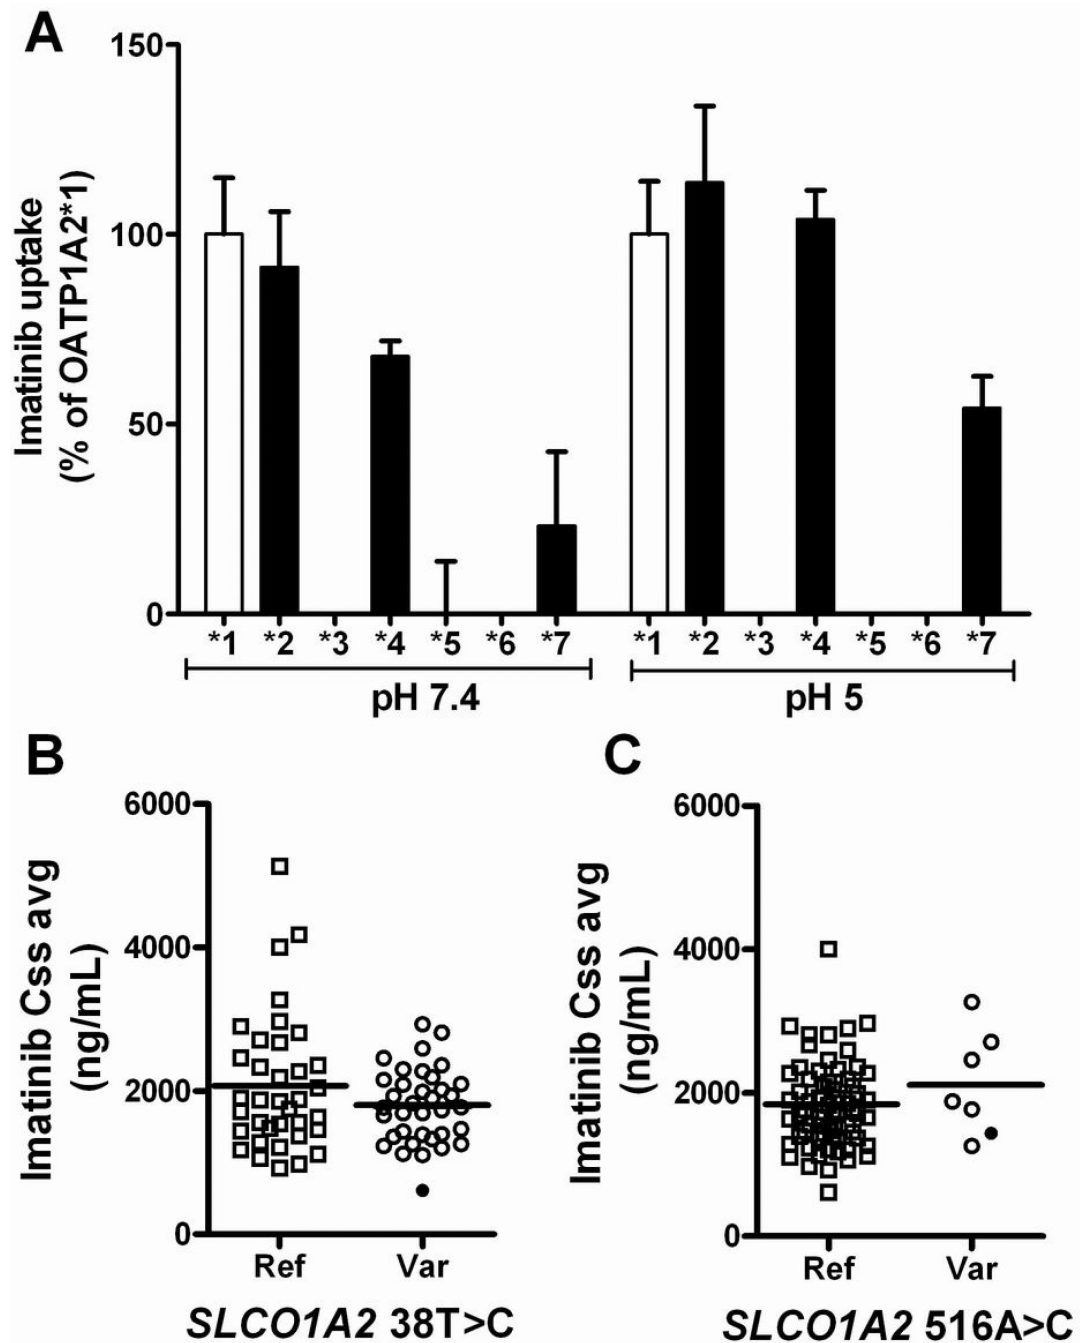 A
150
100
50
0
Imatinib uptake
(% of OATP1A2*1)
*1 *2 *3 *4 *5 *6 *7 *1 *2 *3 *4 *5 *6 *7
pH 7.4 pH 5
B
6000
4000
2000
0
Imatinib Css avg
(ng/mL)
Ref Var
SLCO1A2 38T>C
C
6000
4000
2000
0
Imatinib Css avg
(ng/mL)
Ref Var
SLCO1A2 516A>C